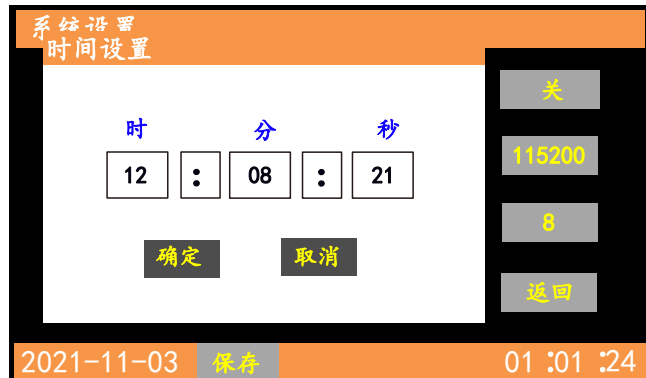 系统设置
时间设置
关
时 分 秒
115200
12 : 08 : 21
8
确定 取消
返回
2021-11-03 保存 01:01:24